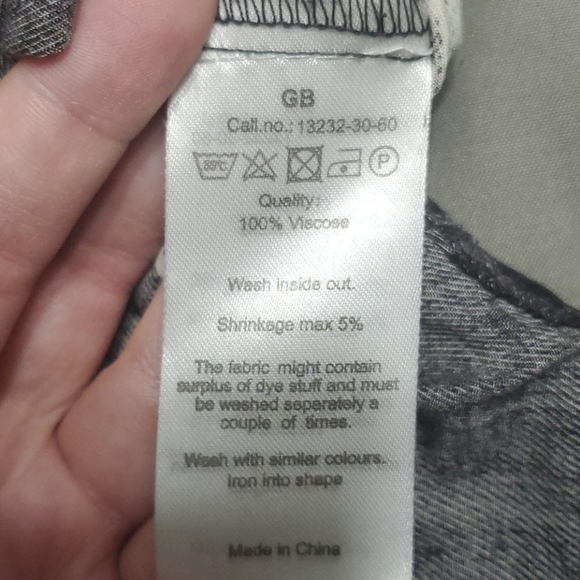 GB
Call.no.: 13232-30-60
P
Quality:
100% Viscose
Wash inside out.
Shrinkage max 5%
The fabric might contain
surplus of dye stuff and must
be washed separately a
couple of times.
Wash with similar colours.
Iron into shape
Made in China